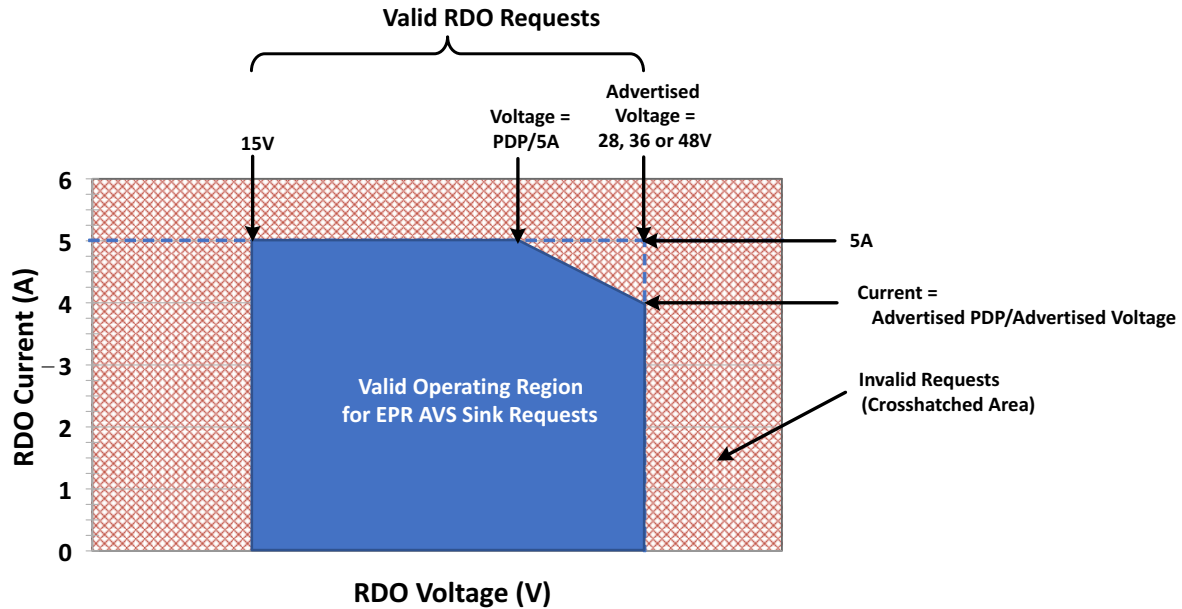 Valid RDO Requests
Advertised
Voltage =
28, 36 or 48V
Voltage =
PDP/5A
15V
6
5
4
3
2
1
0
RDO Current (A)
5A
Current =
Advertised PDP/Advertised Voltage
Invalid Requests
(Crosshatched Area)
Valid Operating Region
for EPR AVS Sink Requests
RDO Voltage (V)